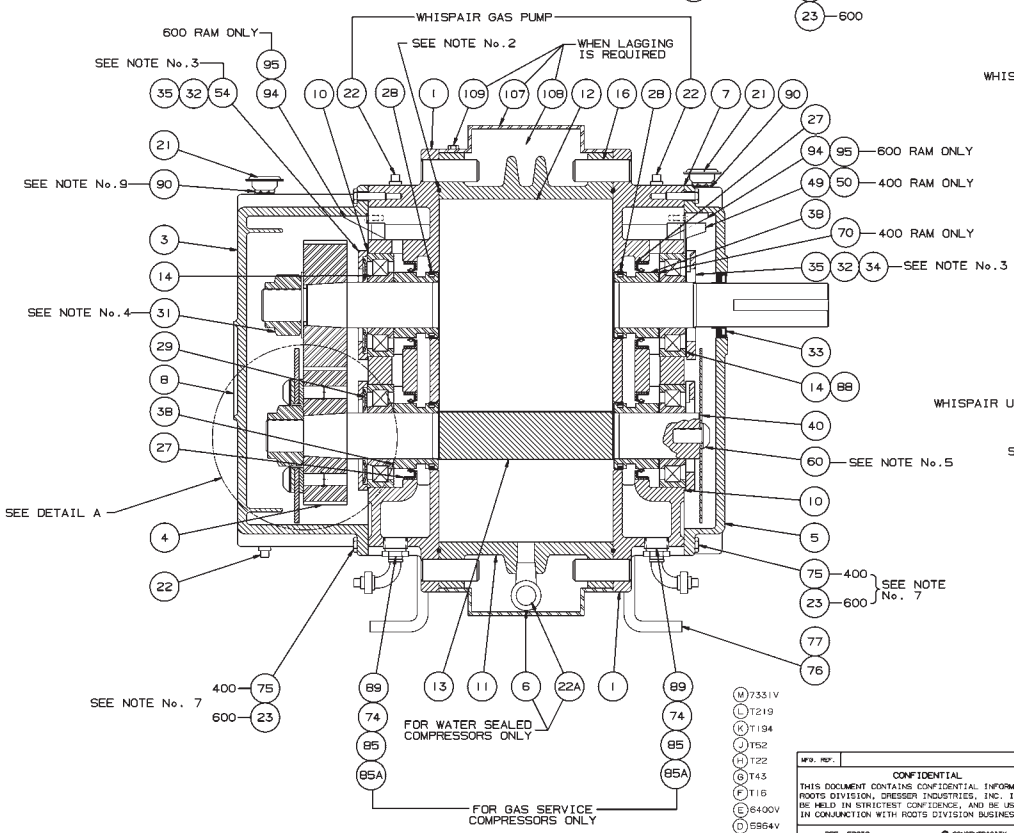 23 600
WHISPAIR GAS PUMP
600 RAM ONLY
SEE NOTE No.2
WHEN LAGGING
IS REQUIRED
95
SEE NOTE No.3
35 32 54 94 10 22 28 1 109 107 108 12 16 28 22 7 21 90
27
21
94 95 600 RAM ONLY
SEE NOTE No.9 90
49 50 400 RAM ONLY
38
3
70 400 RAM ONLY
14
35 32 34 SEE NOTE No.3
SEE NOTE No.4 31
29
33
8
14 88
38
40
27
60 SEE NOTE No.5
SEE DETAIL A
10
4
5
22
75 400
SEE NOTE
No. 7
23 600
77
76
400 75
SEE NOTE No. 7
600 23
89 13 11 6 22A 1 89
74
FOR WATER SEALED
COMPRESSORS ONLY
74
85
85
85A
85A
FOR GAS SERVICE
COMPRESSORS ONLY
M 7331V
L T219
K T194
J T52
H T22
G T43
F T16
E 6400V
D 5964V
MFG. REF.
CONFIDENTIAL
THIS DOCUMENT CONTAINS CONFIDENTIAL INFORM
ROOTS DIVISION, DRESSER INDUSTRIES, INC. I
BE HELD IN STRICTEST CONFIDENCE, AND BE US
IN CONJUNCTION WITH ROOTS DIVISION BUSINES
WHIS
WHISPAIR U
S